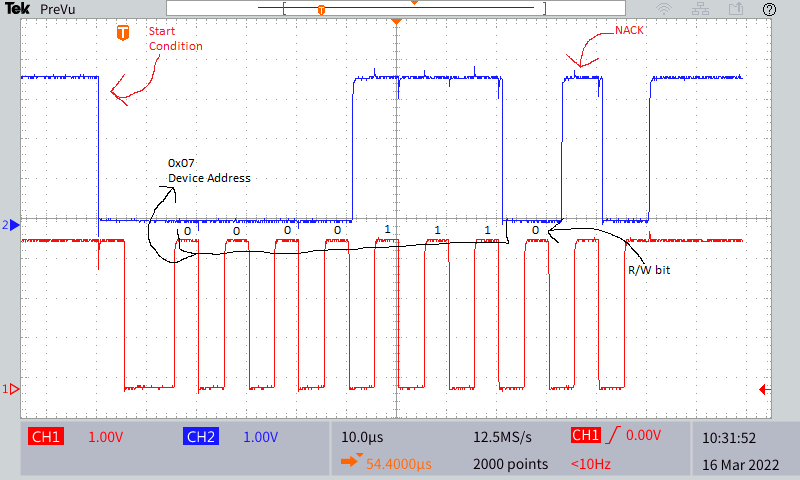 Tek PreVu
T
T
Start
Condition
NACK
0x07
Device Address
2
0 0 0 0 1 1 1 0
R/W bit
1
CH1 1.00V CH2 1.00V 10.0µs 12.5MS/s CH1 0.00V 10:31:52
54.4000µs 2000 points <10Hz 16 Mar 2022